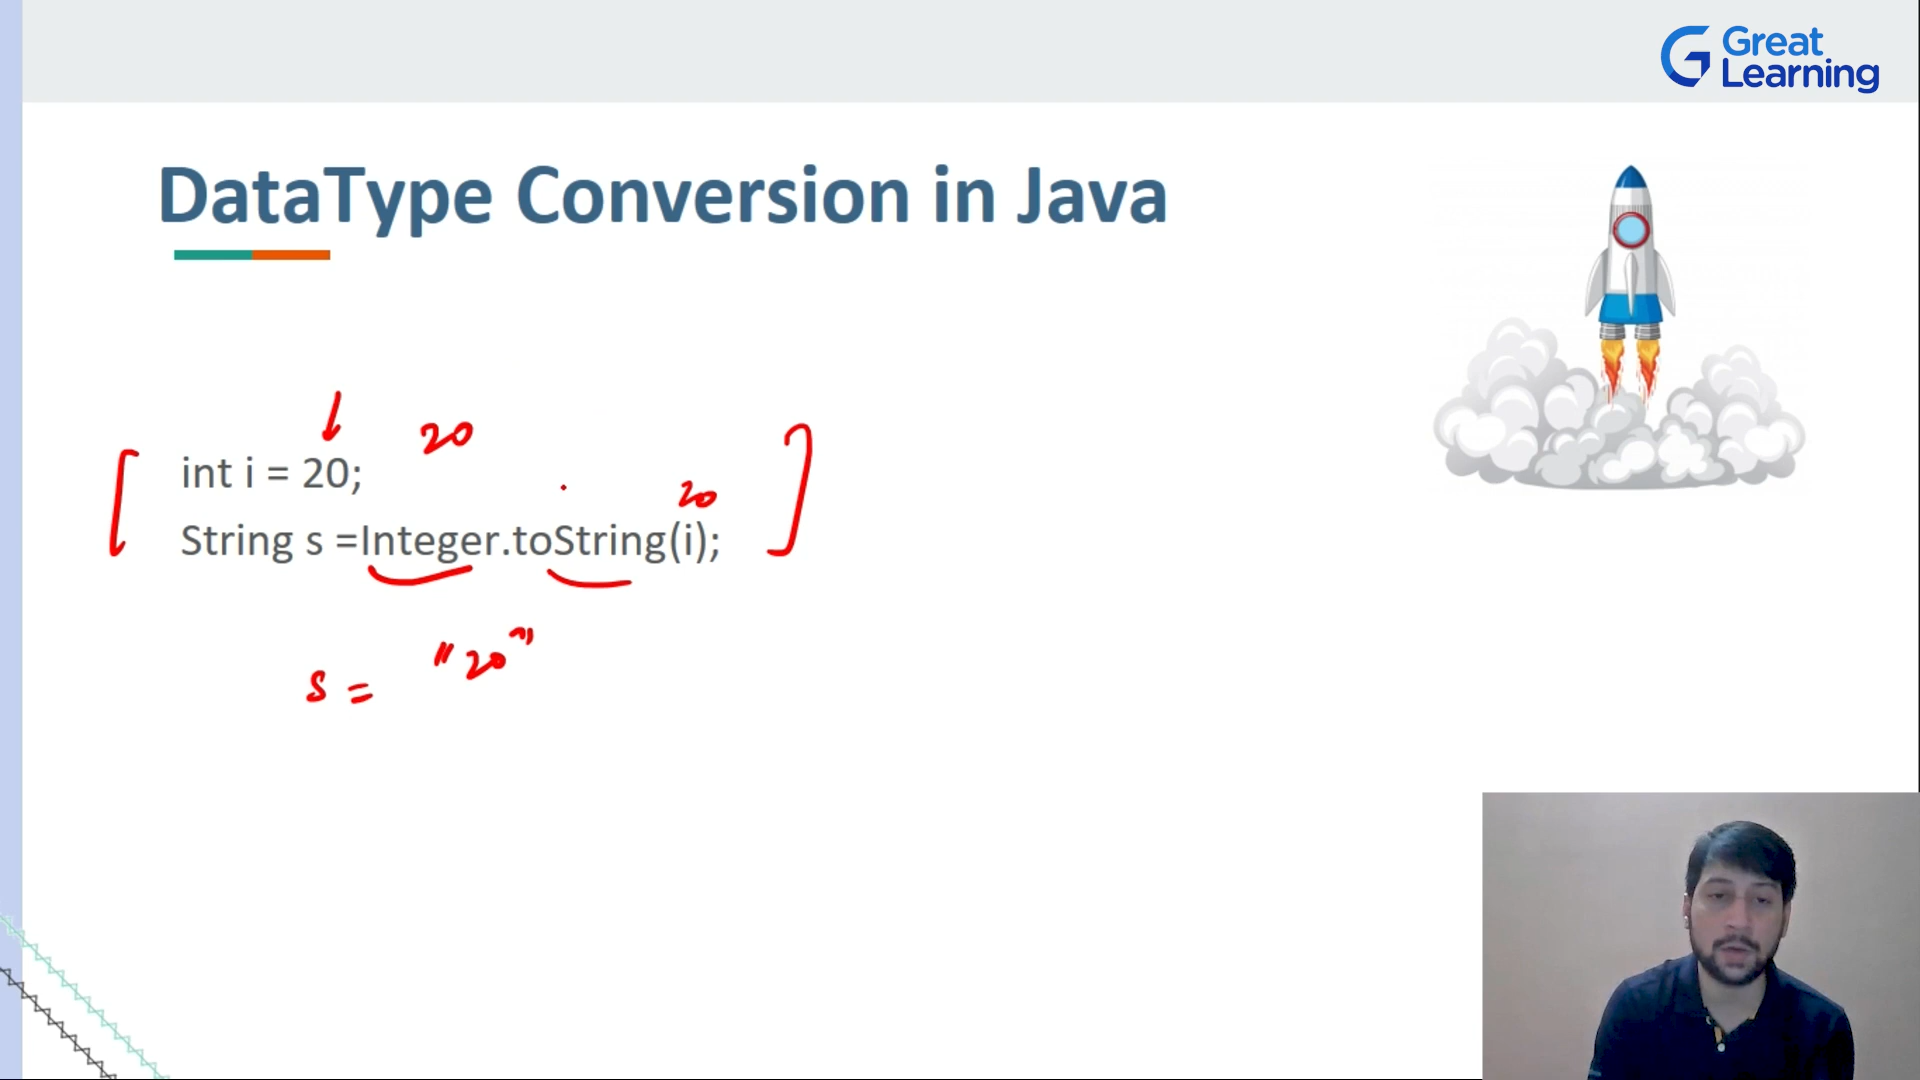 Great
Learning
DataType Conversion in Java
20
int i = 20;
20
String s =Integer.toString(i);
s = "20"